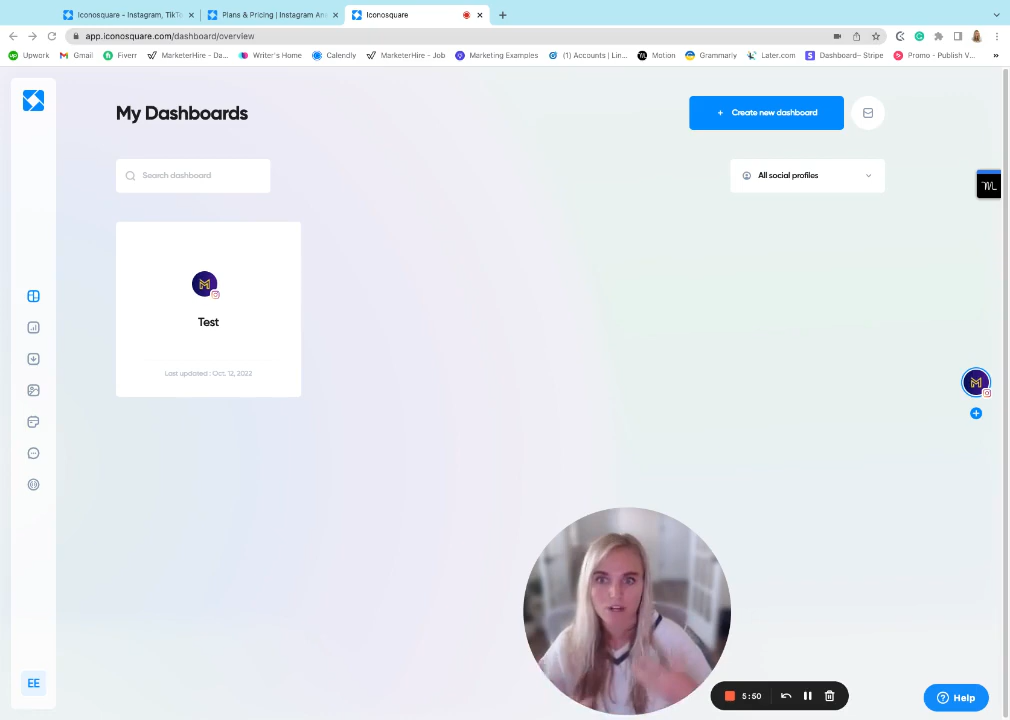 Iconosquare - Instagram, TikT
Plans & Pricing | Instagram An
Iconosquare
app.iconosquare.com/dashboard/overview
Upwork
Gmail
Fiverr
MarketerHire - Da...
Writer's Home
Calendly
MarketerHire - Job
Marketing Examples
(1) Accounts | Lin...
Motion
Grammarly
Later.com
Dashboard– Stripe
Promo - Publish V...
My Dashboards
+ Create new dashboard
Search dashboard
All social profiles
Test
Last updated : Oct. 12, 2022
EE
5:50
Help